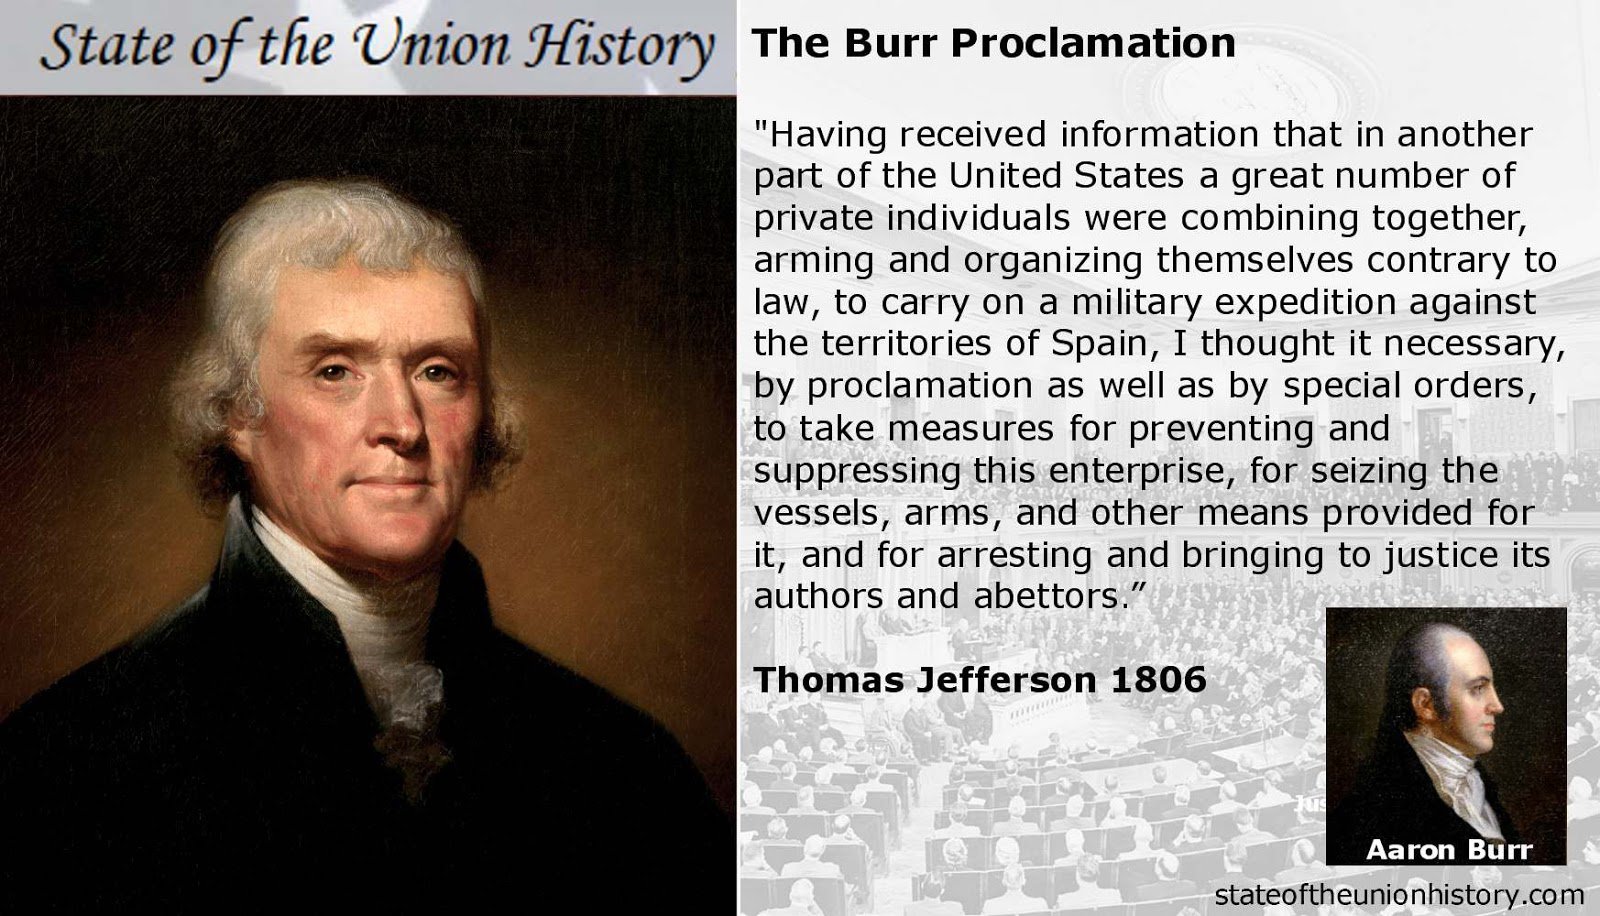 State of the Union History
The Burr Proclamation
"Having received information that in another
part of the United States a great number of
private individuals were combining together,
arming and organizing themselves contrary to
law, to carry on a military expedition against
the territories of Spain, I thought it necessary,
by proclamation as well as by special orders,
to take measures for preventing and
suppressing this enterprise, for seizing the
vessels, arms, and other means provided for
it, and for arresting and bringing to justice its
authors and abettors.”
Thomas Jefferson 1806
Aaron Burr
stateoftheunionhistory.com